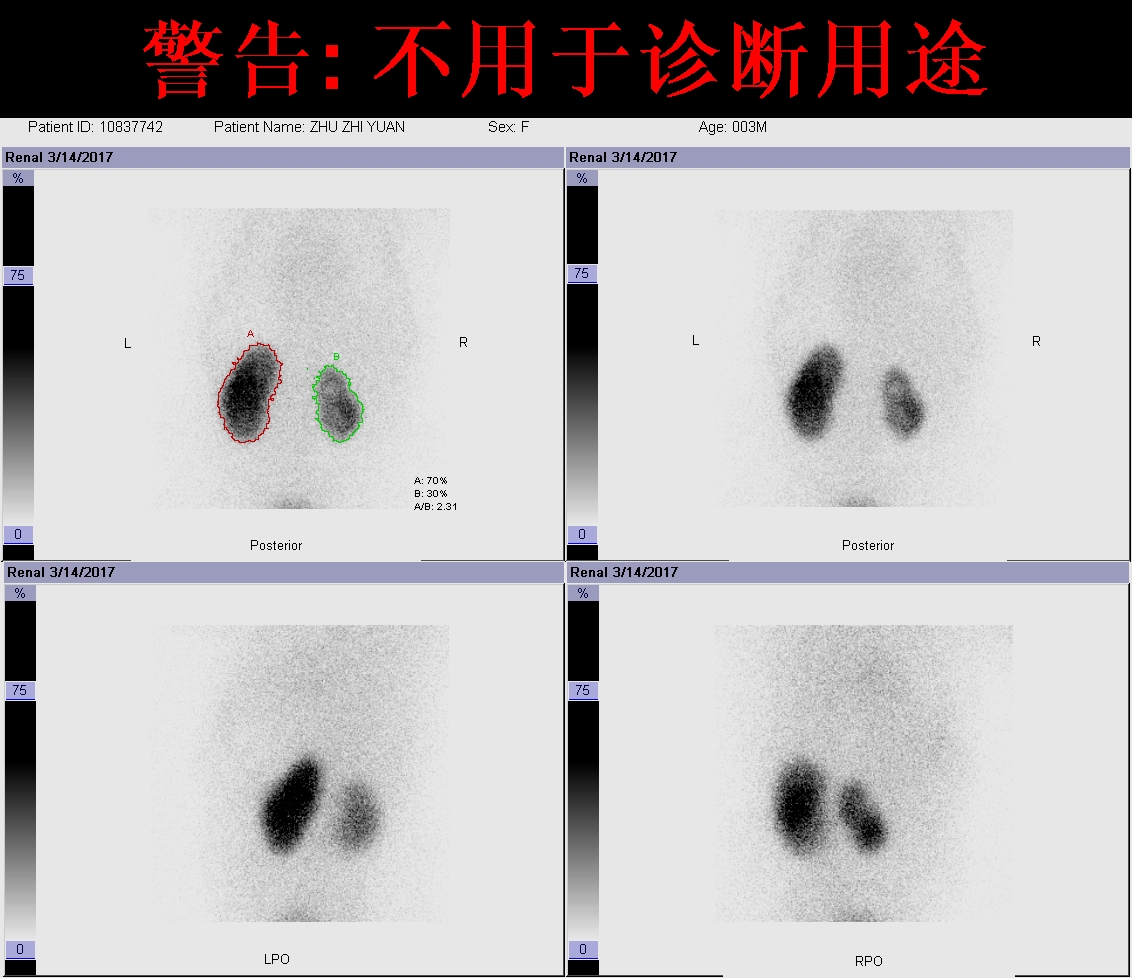 警告: 不用于诊断用途
Patient ID: 10837742 Patient Name: ZHU ZHI YUAN Sex: F Age: 003M
Renal 3/14/2017
%
75
0
L
R
A
B
A: 70%
B: 30%
A/B: 2.31
Posterior
Renal 3/14/2017
%
75
0
L
R
Posterior
Renal 3/14/2017
%
75
0
LPO
Renal 3/14/2017
%
75
0
RPO